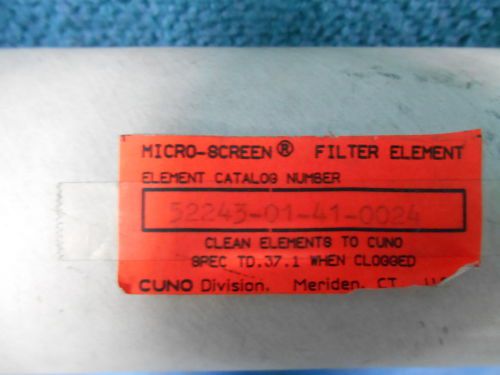 MICRO-SCREEN® FILTER ELEMENT
ELEMENT CATALOG NUMBER
52243-01-41-0024
CLEAN ELEMENTS TO CUNO
SPEC TD.37.1 WHEN CLOGGED
CUNO Division, Meriden, CT